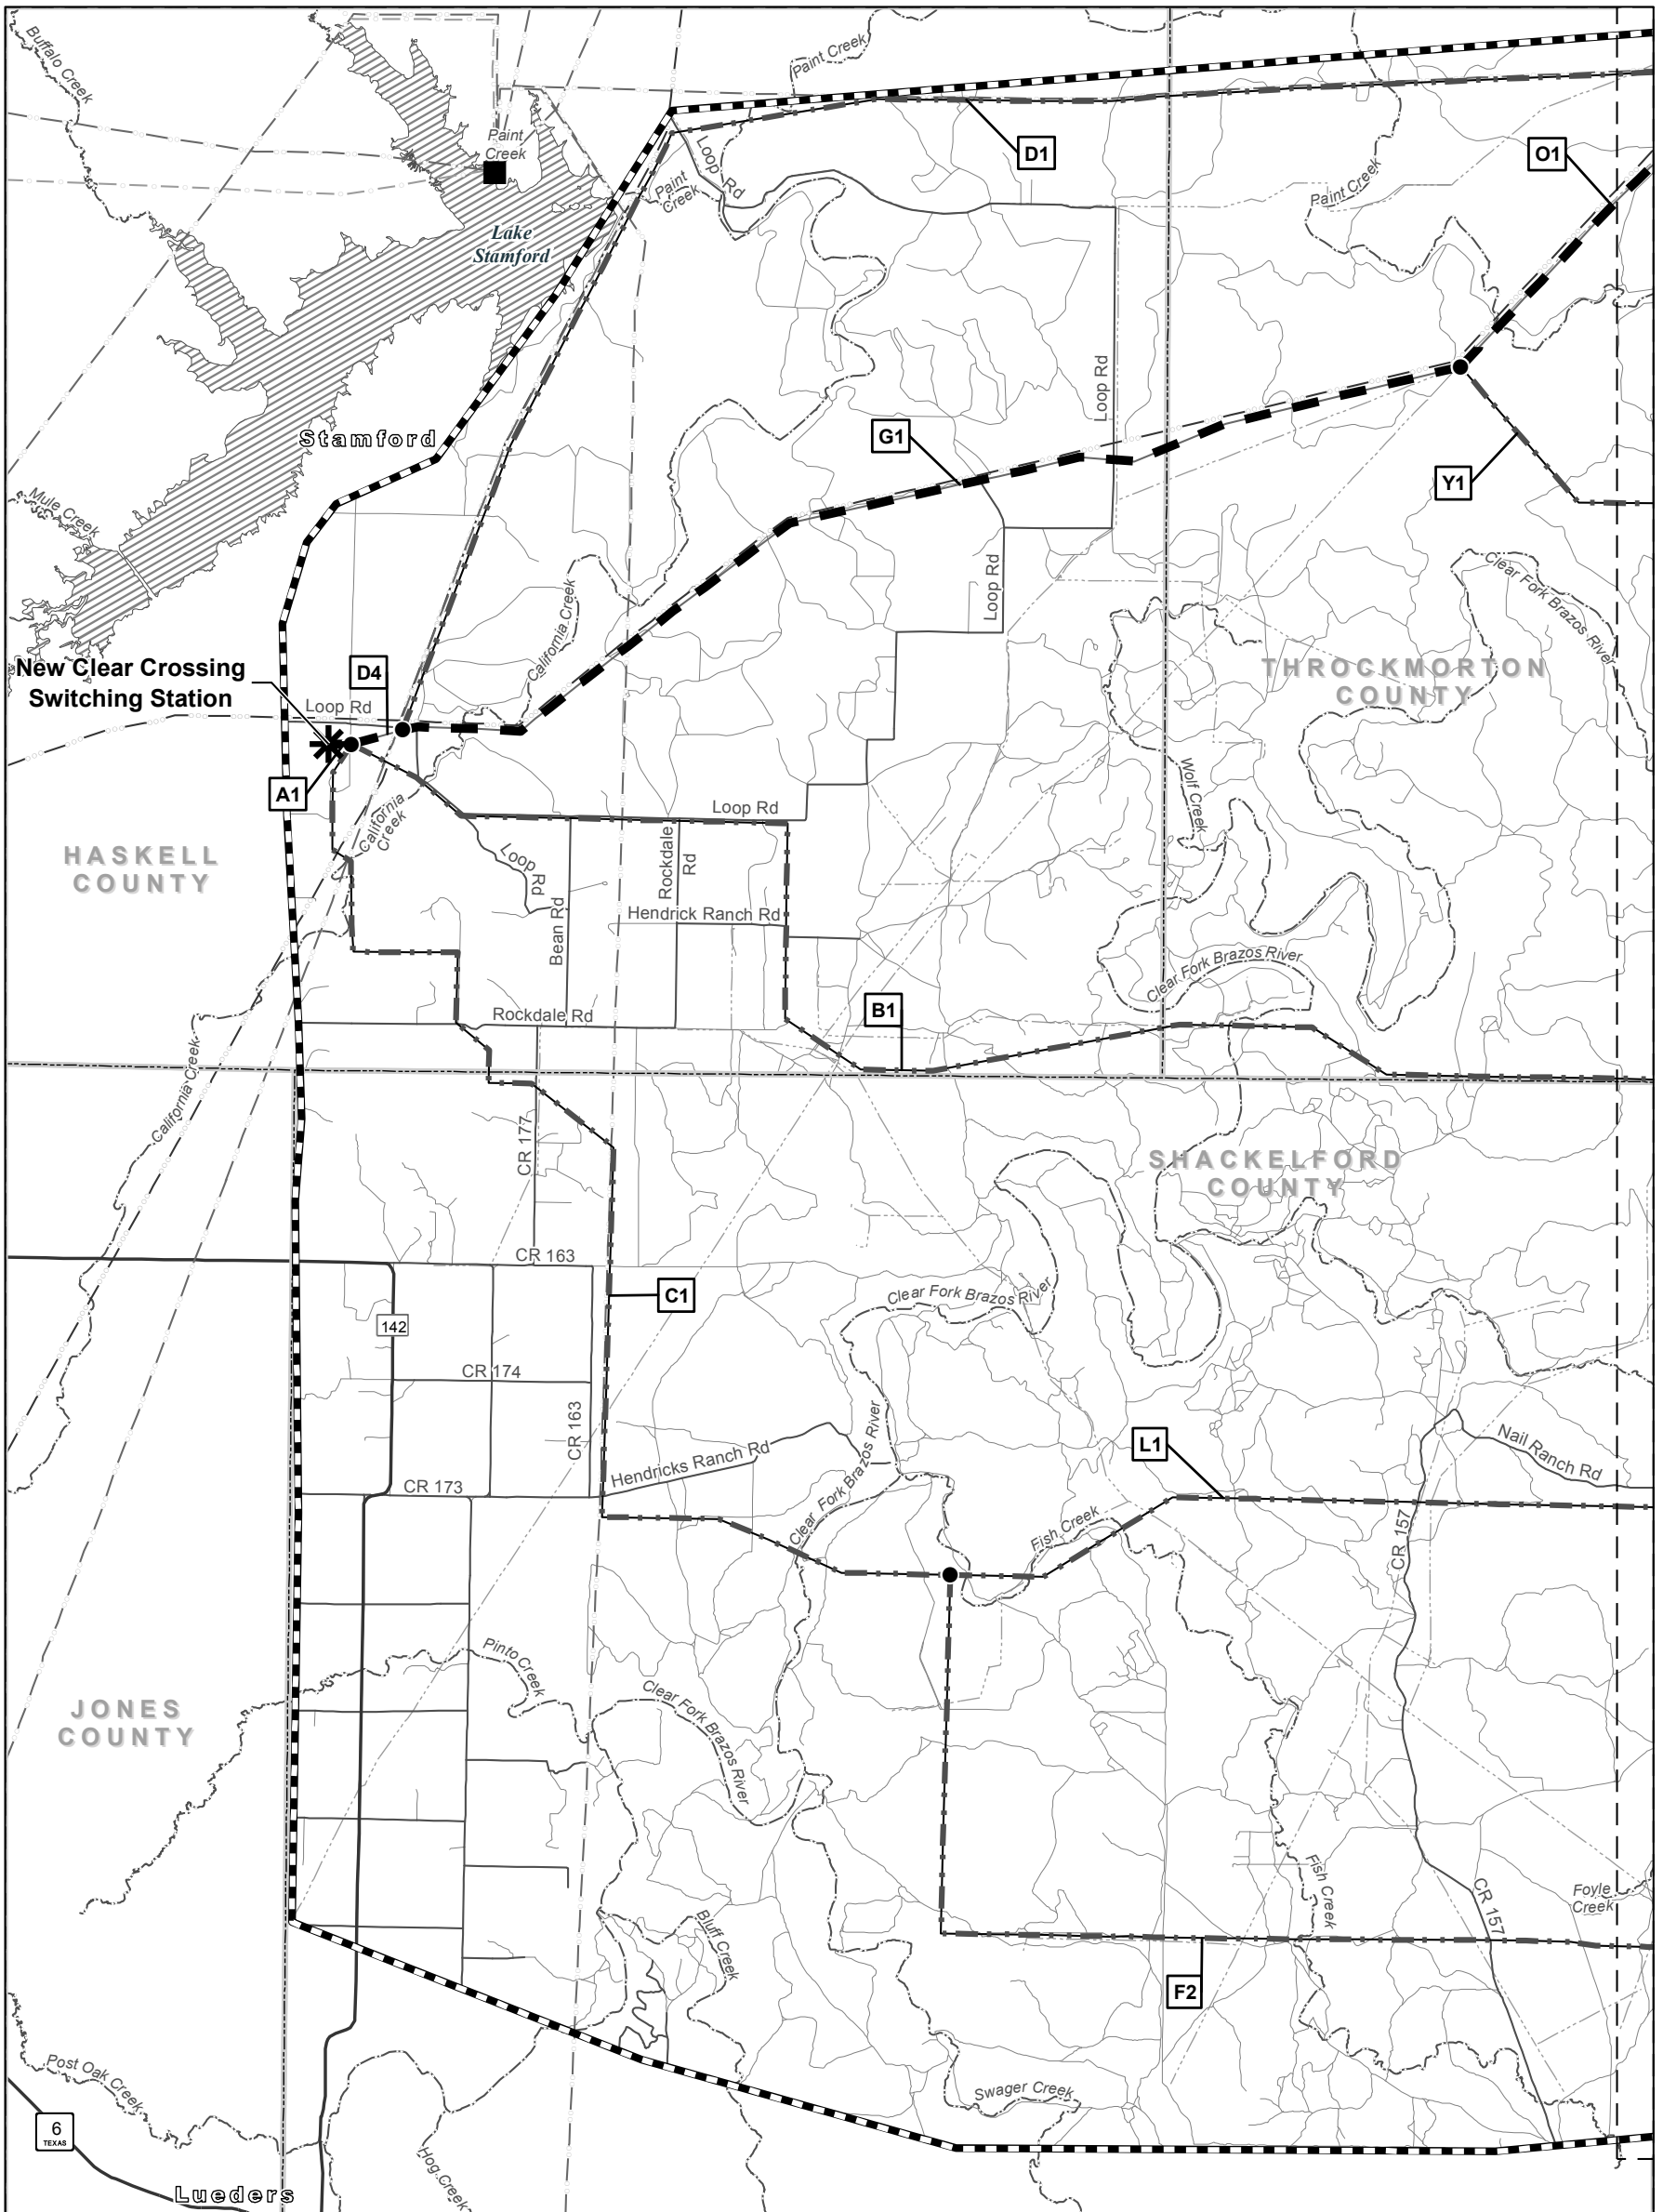 Buffalo Creek
Paint Creek
Paint
Creek
D1
O1
Loop Rd
Paint
Creek
Paint Creek
Lake
Stamford
Loop Rd
Stamford
G1
Y1
Mule Creek
Clear Fork Brazos River
Loop Rd
California Creek
New Clear Crossing
Switching Station
D4
THROCKMORTON
COUNTY
Loop Rd
A1
Wolf Creek
Loop Rd
California
Creek
HASKELL
COUNTY
Loop
Rd
Rockdale
Rd
Hendrick Ranch Rd
Bean Rd
Clear Fork Brazos River
B1
Rockdale Rd
California Creek
CR 177
SHACKELFORD
COUNTY
CR 163
C1
Clear Fork Brazos River
142
CR 174
CR 163
Clear Fork Brazos River
L1
Nail Ranch Rd
Hendricks Ranch Rd
CR 173
Fish Creek
CR 157
Pinto Creek
Clear Fork Brazos River
JONES
COUNTY
Fish Creek
CR 157
Foyle
Creek
Bluff Creek
F2
Post Oak Creek
Swager Creek
6
TEXAS
Hog Creek
Lueders